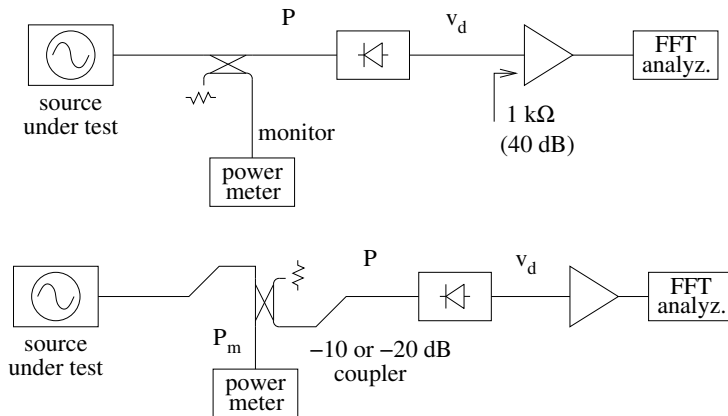 P
v_d
FFT
analyz.
source
under test
monitor
power
meter
1 kΩ
(40 dB)
P
v_d
FFT
analyz.
source
under test
P_m
−10 or −20 dB
coupler
power
meter